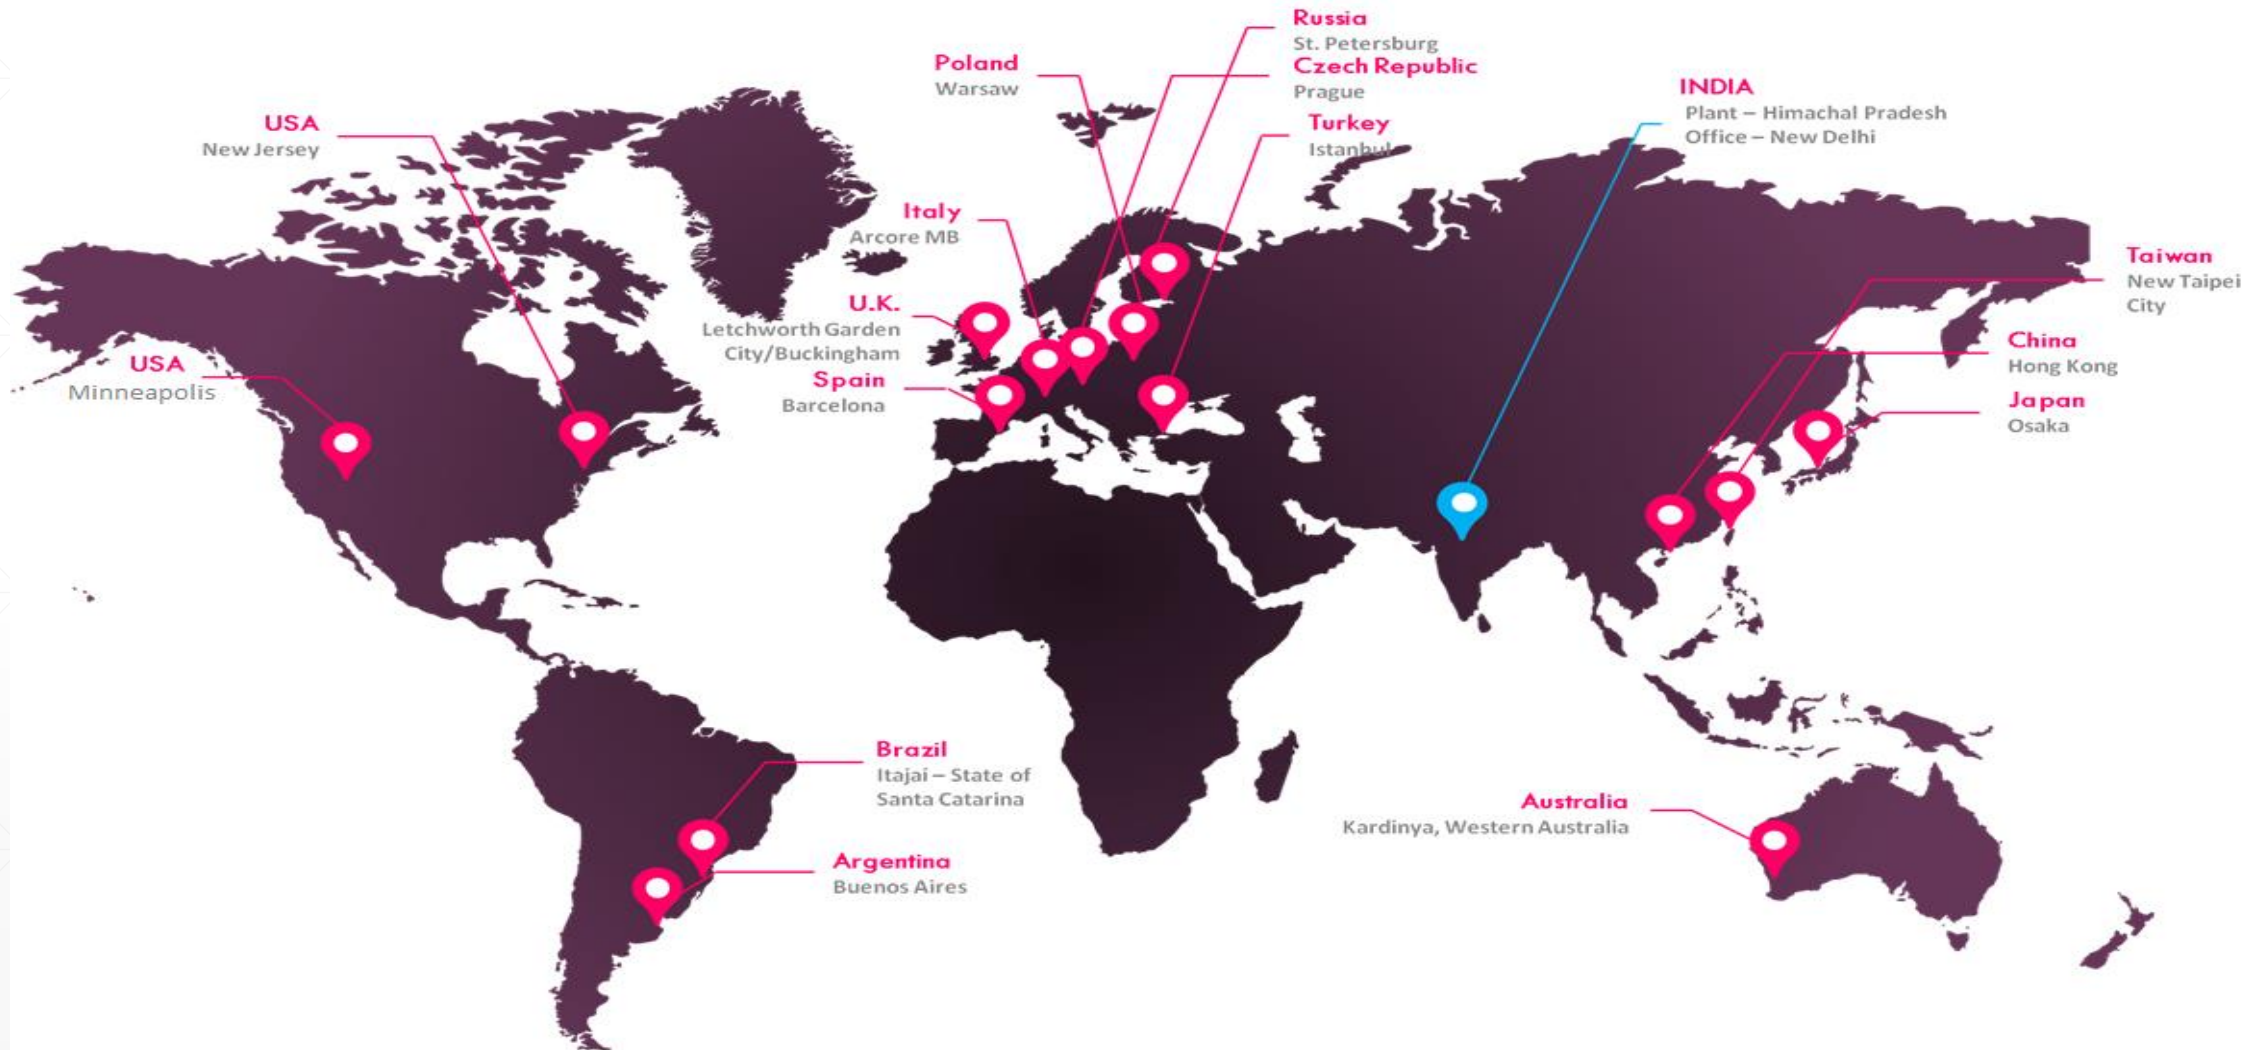 Russia
St. Petersburg
Poland
Warsaw
Czech Republic
Prague
INDIA
Plant – Himachal Pradesh
Office – New Delhi
USA
New Jersey
Turkey
Istanbul
Italy
Arcore MB
Taiwan
New Taipei
City
U.K.
Letchworth Garden
City/Buckingham
China
Hong Kong
USA
Minneapolis
Spain
Barcelona
Japan
Osaka
Brazil
Itajai – State of
Santa Catarina
Australia
Kardinya, Western Australia
Argentina
Buenos Aires